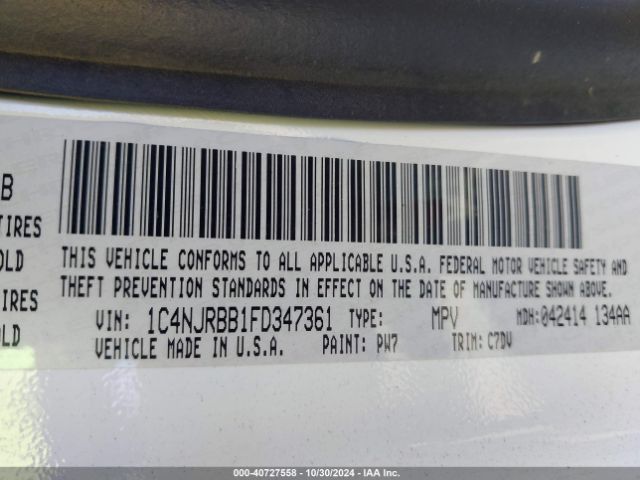 B
TIRES
OLD
TIRES
OLD
THIS VEHICLE CONFORMS TO ALL APPLICABLE U.S.A. FEDERAL MOTOR VEHICLE SAFETY AND
THEFT PREVENTION STANDARDS IN EFFECT ON THE DATE OF MANUFACTURE SHOWN ABOVE.
VIN: 1C4NJRBB1FD347361 TYPE: MPV MDH:042414 134AA
VEHICLE MADE IN U.S.A. PAINT: PW7 TRIM: C7DV
000-40727558 - 10/30/2024 - IAA Inc.